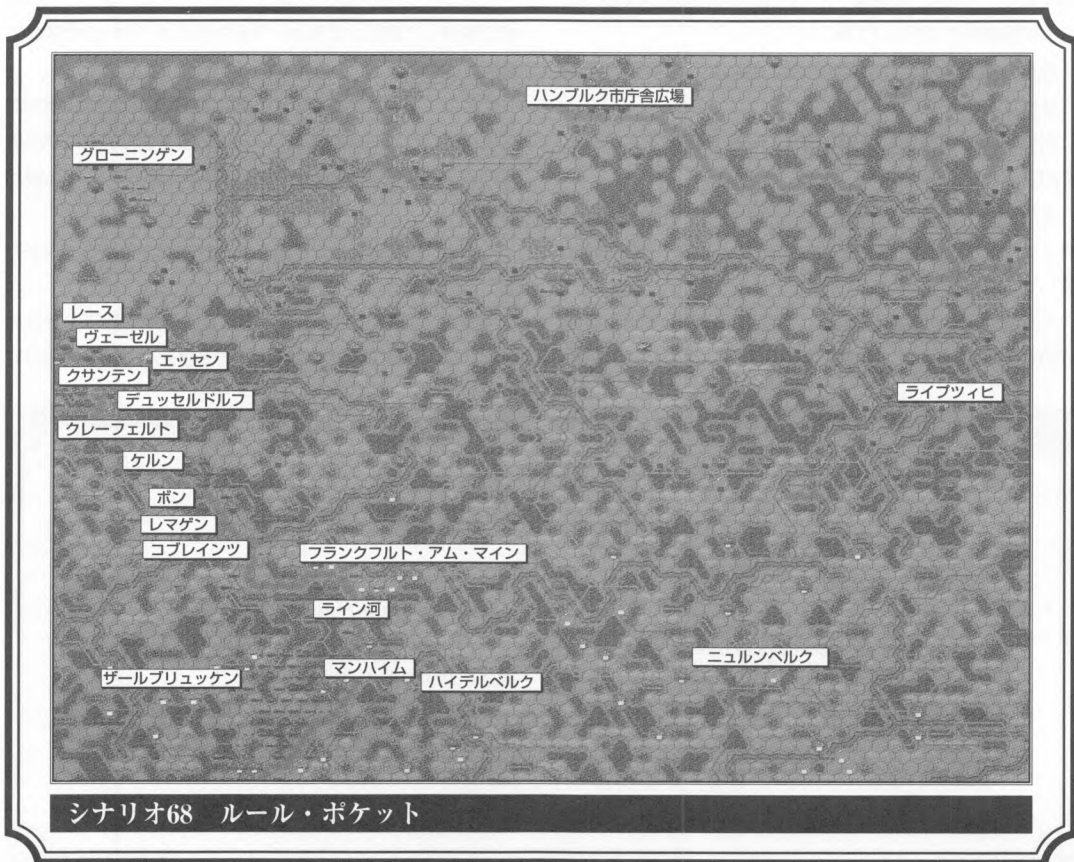 ハンブルク市庁舎広場
グローニンゲン
レース
ヴェーゼル
エッセン
クサンテン
デュッセルドルフ
ライプツィヒ
クレーフェルト
ケルン
ボン
レマゲン
コブレインツ
フランクフルト・アム・マイン
ライン河
ニュルンベルク
マンハイム
ザールブリュッケン
ハイデルベルク
シナリオ68 ルール・ポケット